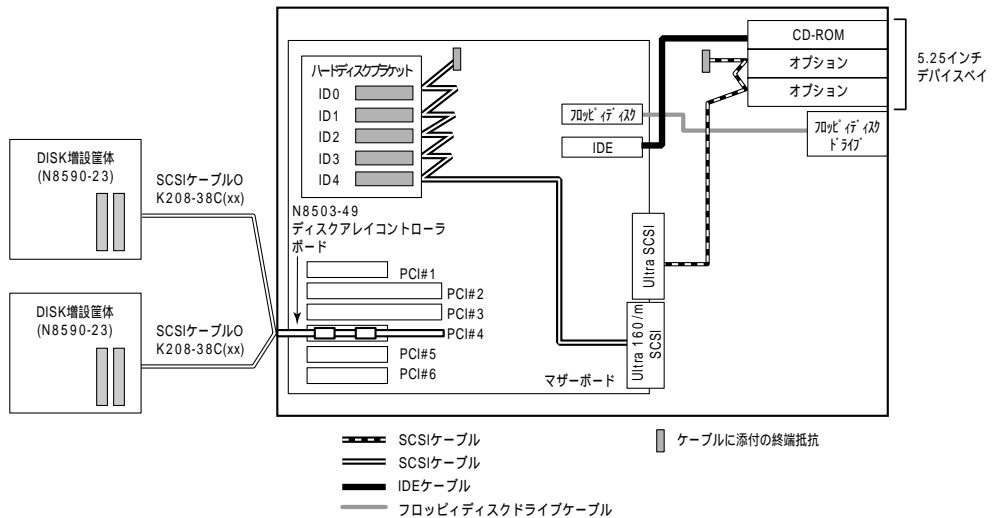 CD-ROM
オプション
オプション
5.25インチ
デバイスベイ
フロッピィディスク
ドライブ
ハードディスクブラケット
ID0
ID1
ID2
ID3
ID4
フロッピィディスク
IDE
DISK増設筐体
(N8590-23)
SCSIケーブルO
K208-38C(xx)
N8503-49
ディスクアレイコントローラ
ボード
PCI#1
PCI#2
PCI#3
PCI#4
PCI#5
PCI#6
Ultra SCSI
Ultra 160/m
SCSI
マザーボード
DISK増設筐体
(N8590-23)
SCSIケーブルO
K208-38C(xx)
SCSIケーブル
SCSIケーブル
IDEケーブル
フロッピィディスクドライブケーブル
ケーブルに添付の終端抵抗